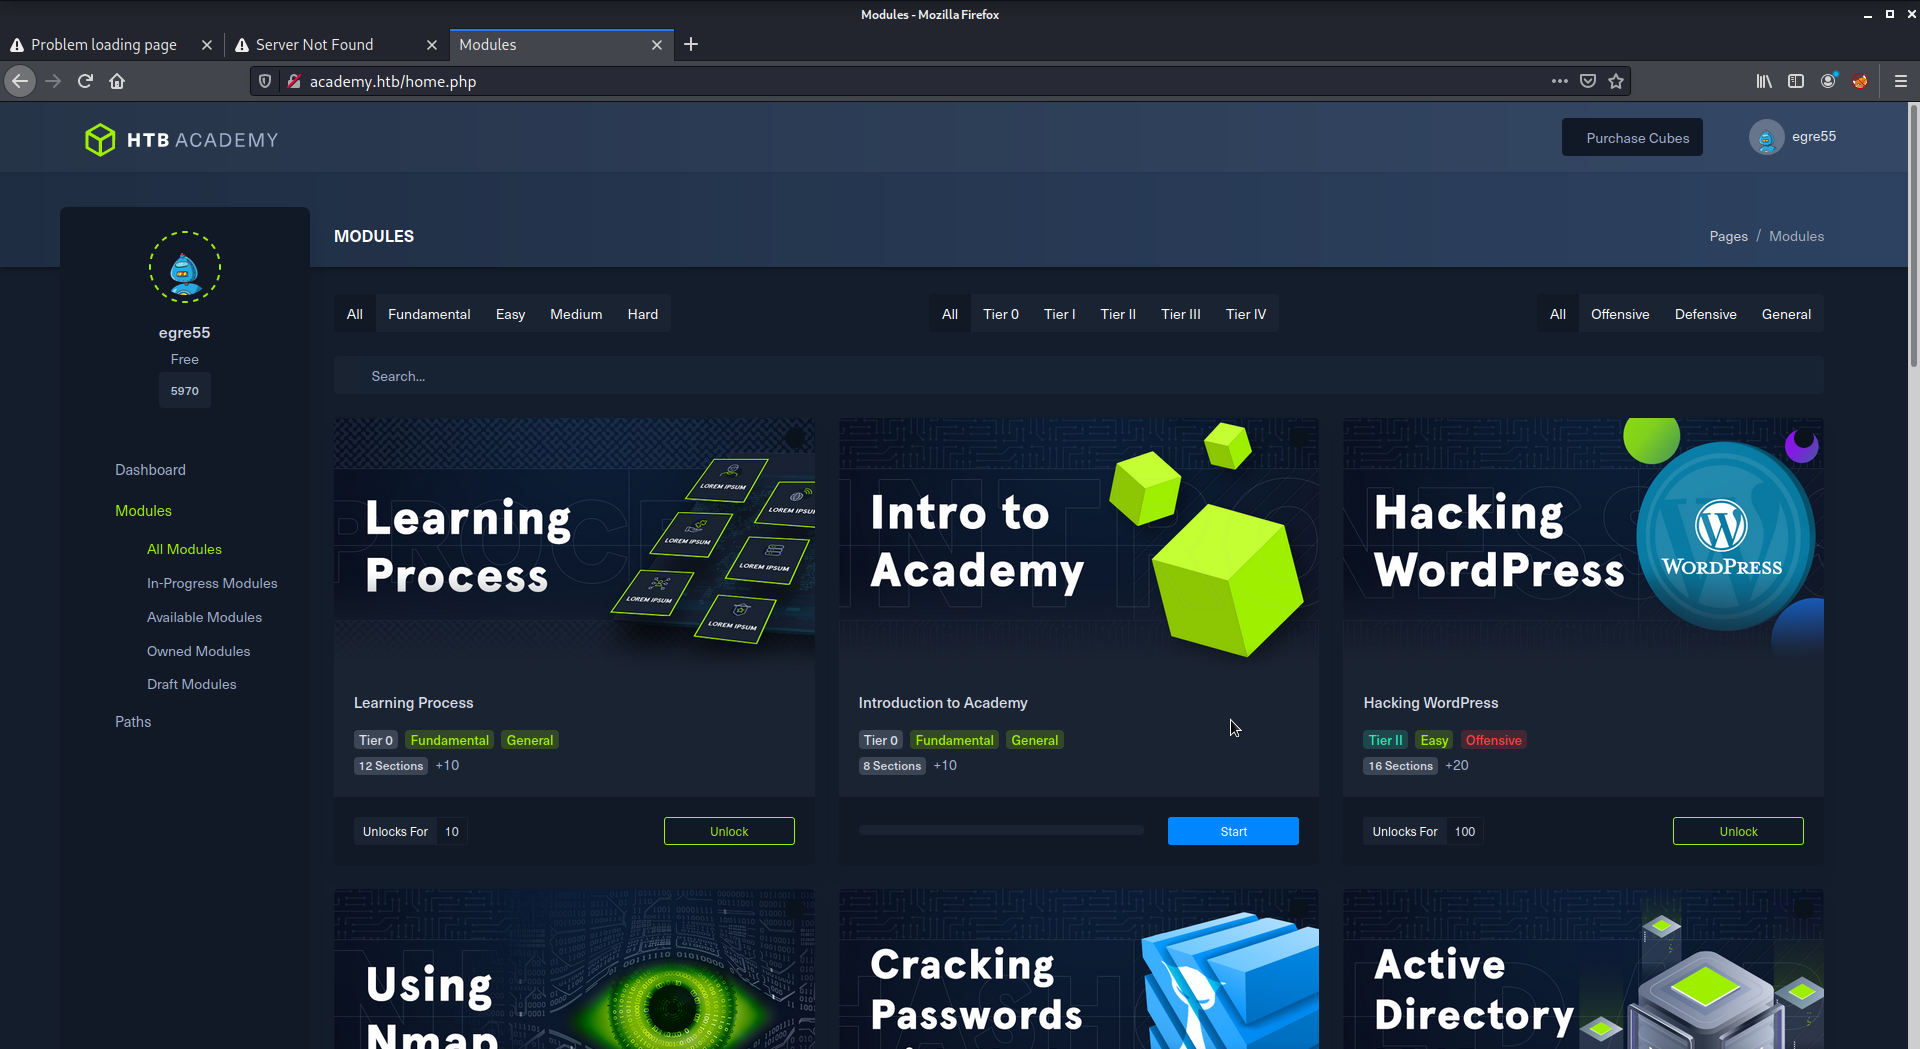 Modules - Mozilla Firefox
Problem loading page
Server Not Found
Modules
academy.htb/home.php
HTB ACADEMY
Purchase Cubes
egre55
egre55
Free
5970
Dashboard
Modules
All Modules
In-Progress Modules
Available Modules
Owned Modules
Draft Modules
Paths
MODULES
Pages / Modules
All Fundamental Easy Medium Hard
All Tier 0 Tier I Tier II Tier III Tier IV
All Offensive Defensive General
Search...
Learning
Process
LOREM IPSUM
LOREM IPSUM
LOREM IPSUM
LOREM IPSUM
LOREM IPSUM
LOREM IPSUM
Learning Process
Tier 0 Fundamental General
12 Sections +10
Unlocks For 10
Unlock
Intro to
Academy
Introduction to Academy
Tier 0 Fundamental General
8 Sections +10
Start
Hacking
WordPress
WORDPRESS
Hacking WordPress
Tier II Easy Offensive
16 Sections +20
Unlocks For 100
Unlock
Using
Nmap
Cracking
Passwords
Active
Directory